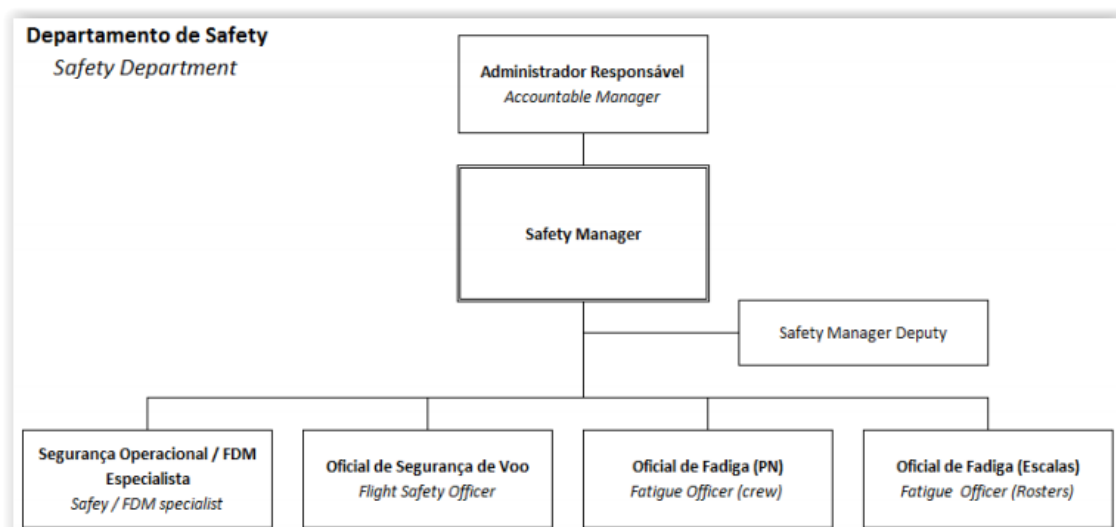 Departamento de Safety
Safety Department
Administrador Responsável
Accountable Manager
Safety Manager
Safety Manager Deputy
Segurança Operacional / FDM
Especialista
Safey / FDM specialist
Oficial de Segurança de Voo
Flight Safety Officer
Oficial de Fadiga (PN)
Fatigue Officer (crew)
Oficial de Fadiga (Escalas)
Fatigue Officer (Rosters)